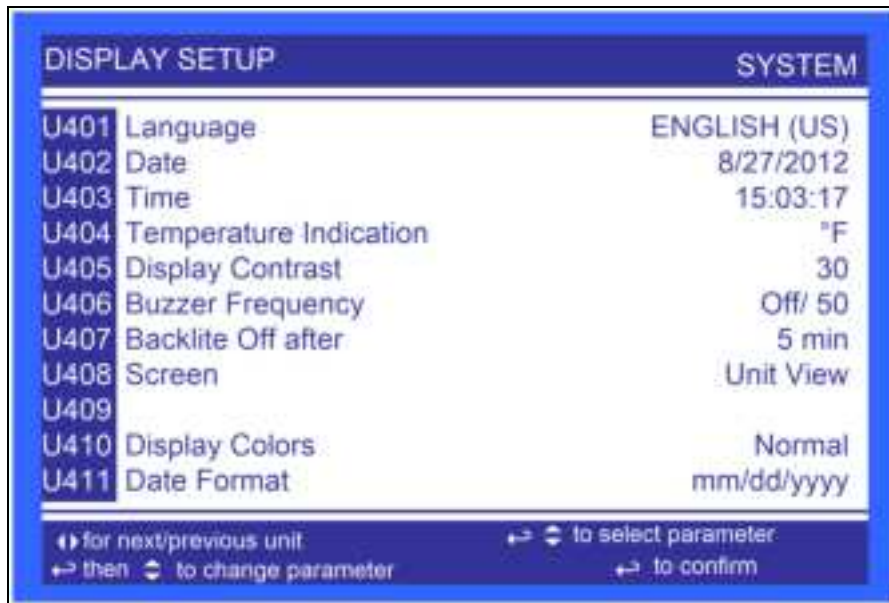 DISPLAY SETUP SYSTEM
U401 Language ENGLISH (US)
U402 Date 8/27/2012
U403 Time 15:03:17
U404 Temperature Indication °F
U405 Display Contrast 30
U406 Buzzer Frequency Off/ 50
U407 Backlite Off after 5 min
U408 Screen Unit View
U409
U410 Display Colors Normal
U411 Date Format mm/dd/yyyy
for next/previous unit to select parameter
then to change parameter to confirm